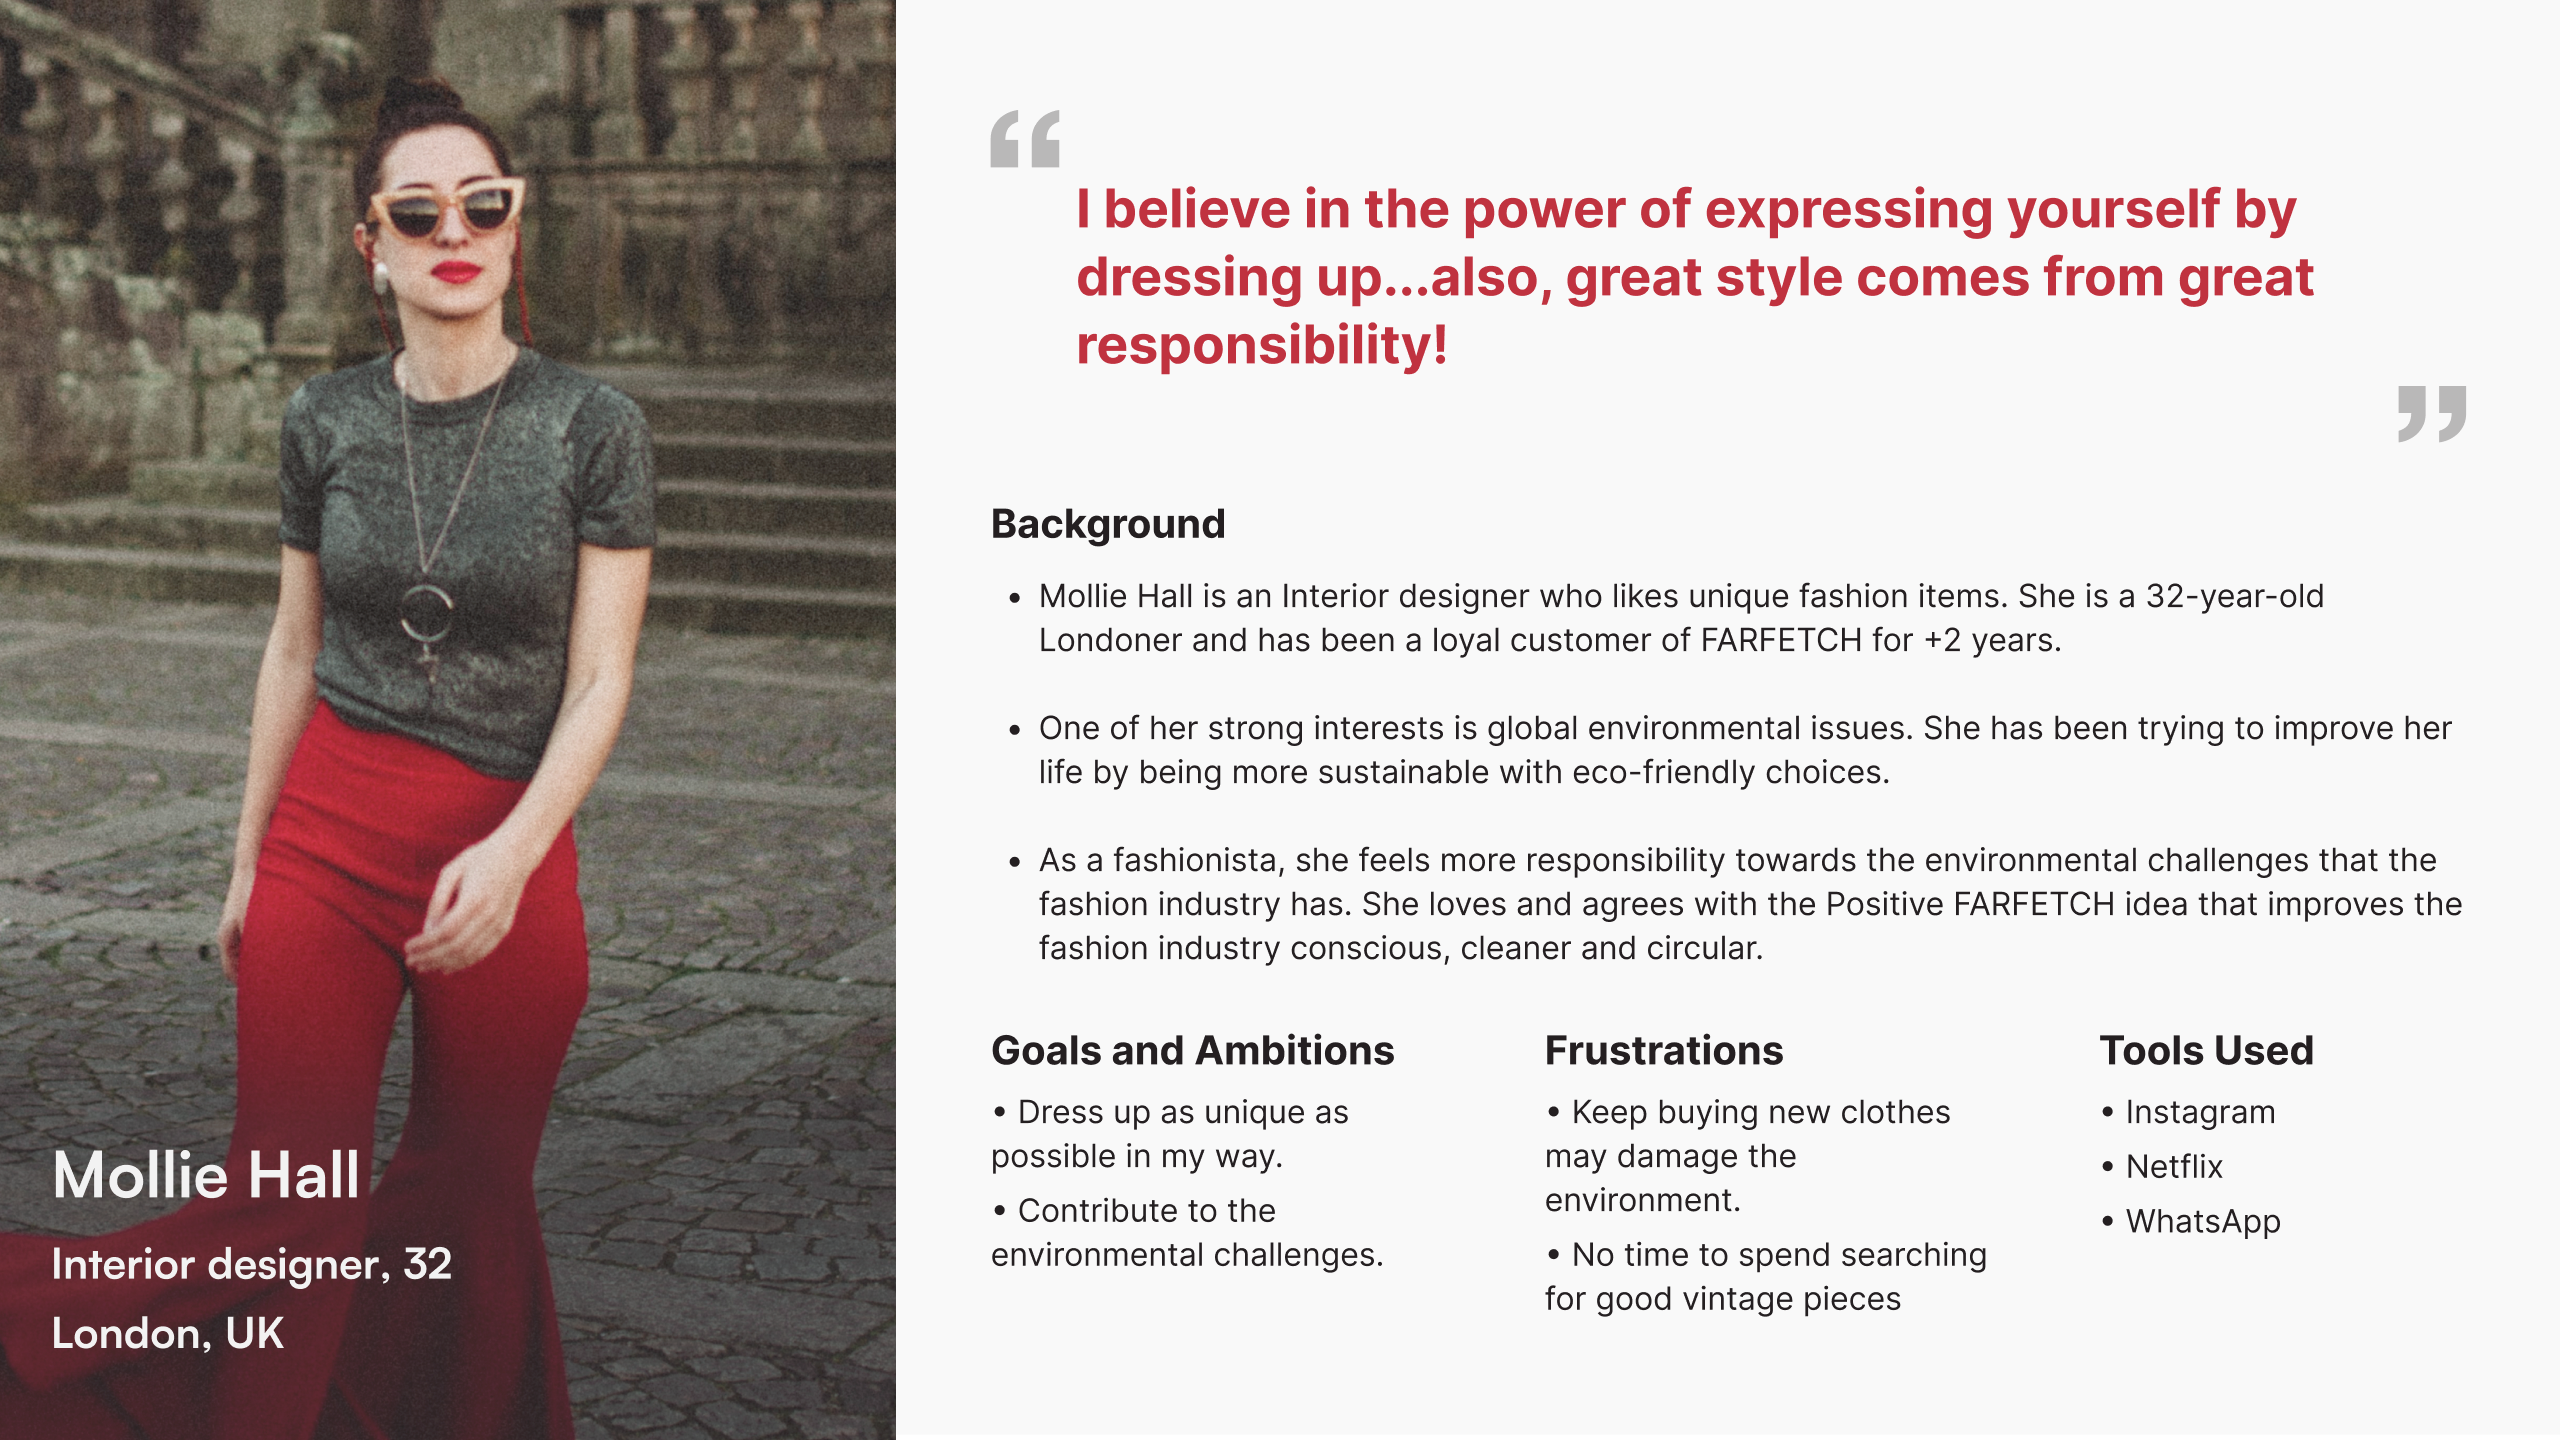 “
I believe in the power of expressing yourself by
dressing up...also, great style comes from great
responsibility!
”
Background
• Mollie Hall is an Interior designer who likes unique fashion items. She is a 32-year-old
Londoner and has been a loyal customer of FARFETCH for +2 years.
• One of her strong interests is global environmental issues. She has been trying to improve her
life by being more sustainable with eco-friendly choices.
• As a fashionista, she feels more responsibility towards the environmental challenges that the
fashion industry has. She loves and agrees with the Positive FARFETCH idea that improves the
fashion industry conscious, cleaner and circular.
Goals and Ambitions
• Dress up as unique as
possible in my way.
• Contribute to the
environmental challenges.
Frustrations
• Keep buying new clothes
may damage the
environment.
• No time to spend searching
for good vintage pieces
Tools Used
• Instagram
• Netflix
• WhatsApp
Mollie Hall
Interior designer, 32
London, UK